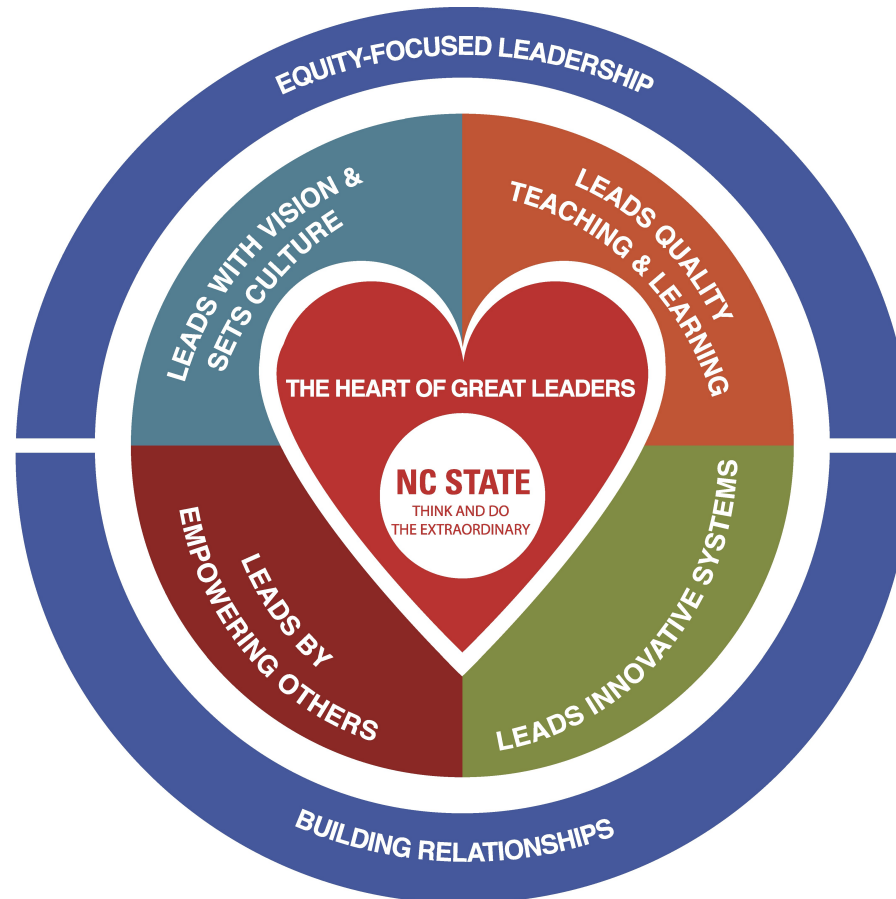 EQUITY-FOCUSED LEADERSHIP
LEADS WITH VISION &
SETS CULTURE
LEADS QUALITY
TEACHING & LEARNING
THE HEART OF GREAT LEADERS
NC STATE
THINK AND DO
THE EXTRAORDINARY
LEADS BY
EMPOWERING OTHERS
LEADS INNOVATIVE SYSTEMS
BUILDING RELATIONSHIPS